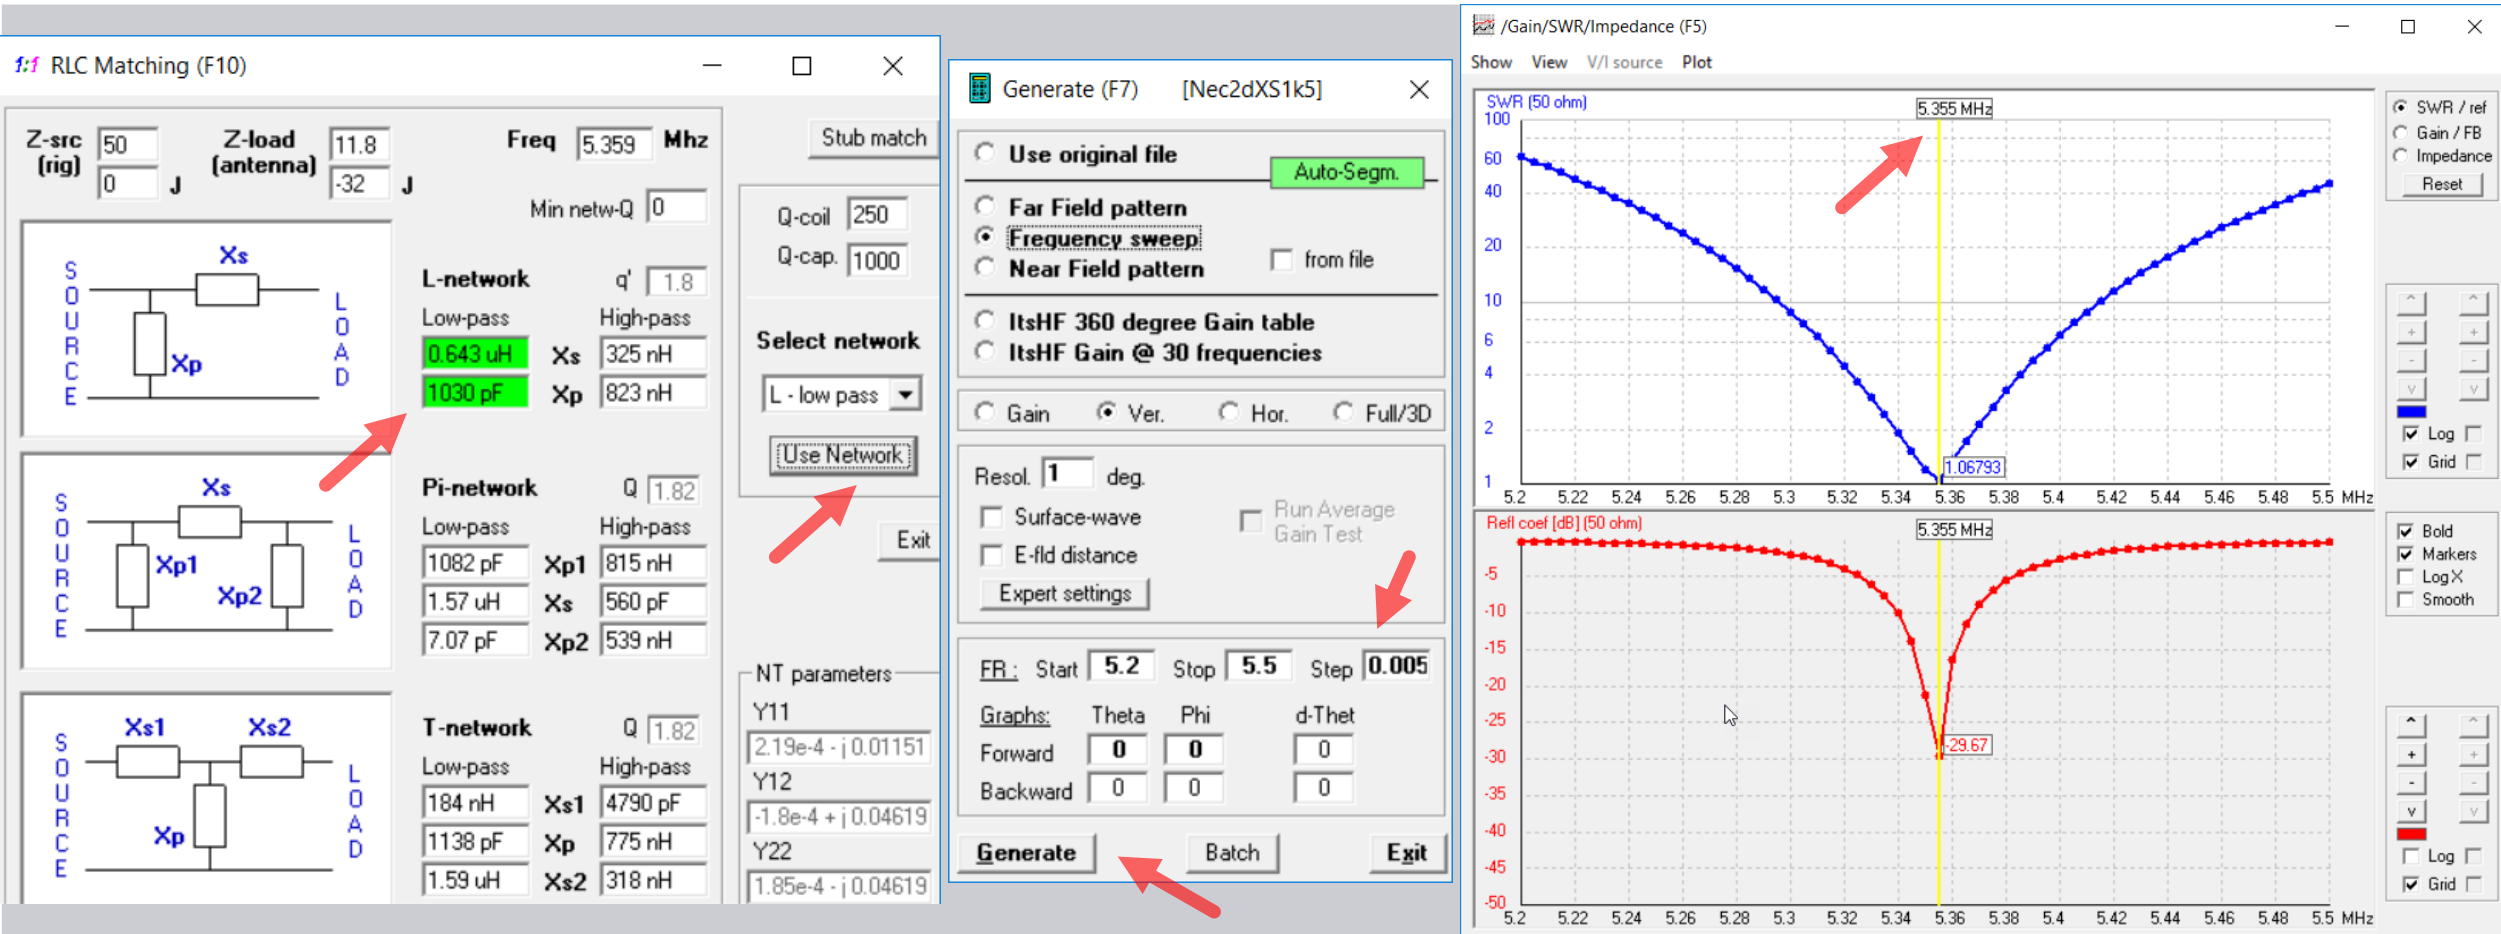 1:1 RLC Matching (F10)
Z-src (rig) 50 0 J
Z-load (antenna) 11.8 -32 J
Freq 5.359 Mhz
Min netw-Q 0
SOURCE
Xs
Xp
LOAD
L-network q' 1.8
Low-pass High-pass
0.643 uH Xs 325 nH
1030 pF Xp 823 nH
SOURCE
Xs
Xp1
Xp2
LOAD
Pi-network Q 1.82
Low-pass High-pass
1082 pF Xp1 815 nH
1.57 uH Xs 560 pF
7.07 pF Xp2 539 nH
SOURCE
Xs1 Xs2
Xp
LOAD
T-network Q 1.82
Low-pass High-pass
184 nH Xs1 4790 pF
1138 pF Xp 775 nH
1.59 uH Xs2 318 nH
Stub match
Q-coil 250
Q-cap. 1000
Select network
L - low pass
Use Network
Exit
NT parameters
Y11
2.19e-4 - j 0.01151
Y12
-1.8e-4 + j 0.04619
Y22
1.85e-4 - j 0.04619
Generate (F7) [Nec2dXS1k5]
Use original file
Auto-Segm.
Far Field pattern
Frequency sweep
from file
Near Field pattern
ItsHF 360 degree Gain table
ItsHF Gain @ 30 frequencies
Gain Ver. Hor. Full/3D
Resol. 1 deg.
Surface-wave
Run Average
Gain Test
E-fld distance
Expert settings
FR : Start 5.2 Stop 5.5 Step 0.005
Graphs: Theta Phi d-Thet
Forward 0 0 0
Backward 0 0 0
Generate Batch Exit
/Gain/SWR/Impedance (F5)
Show View V/I source Plot
SWR (50 ohm)
5.355 MHz
100
60
40
20
10
6
4
2
1.06793
1
5.2 5.22 5.24 5.26 5.28 5.3 5.32 5.34 5.36 5.38 5.4 5.42 5.44 5.46 5.48 5.5 MHz
Refl coef [dB] (50 ohm)
5.355 MHz
-5
-10
-15
-20
-25
-29.67
-30
-35
-40
-45
-50
5.2 5.22 5.24 5.26 5.28 5.3 5.32 5.34 5.36 5.38 5.4 5.42 5.44 5.46 5.48 5.5 MHz
SWR / ref
Gain / FB
Impedance
Reset
^ ^
+ +
- -
v v
Log
Grid
Bold
Markers
Log X
Smooth
^ ^
+ +
- -
v v
Log
Grid